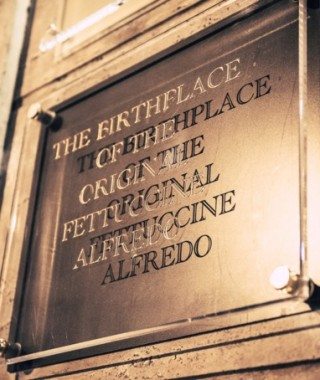 THE BIRTHPLACE
OF THE
ORIGINAL
FETTUCCINE
ALFREDO